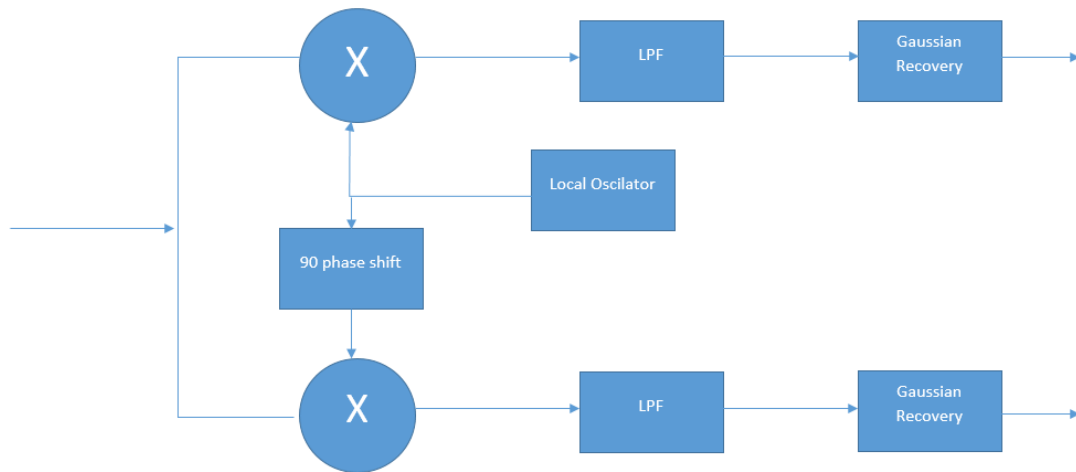 X
LPF
Gaussian
Recovery
Local Oscilator
90 phase shift
X
LPF
Gaussian
Recovery